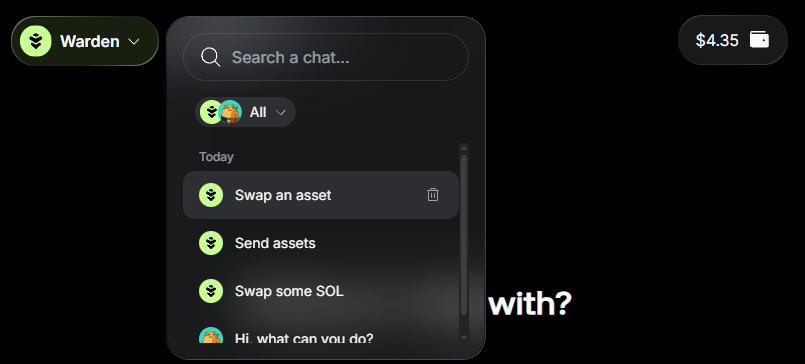 Warden
Search a chat...
$4.35
All
Today
Swap an asset
Send assets
Swap some SOL
with?
Hi, what can you do?